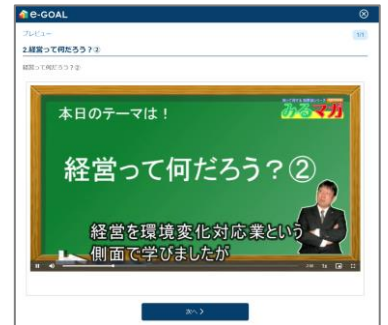 e-GOAL
プレビュー
1/1
2.経営って何だろう？②
経営って何だろう？②
本日のテーマは！
みるマガ
経営って何だろう？②
経営を環境変化対応業という
側面で学びましたが
1x
次へ